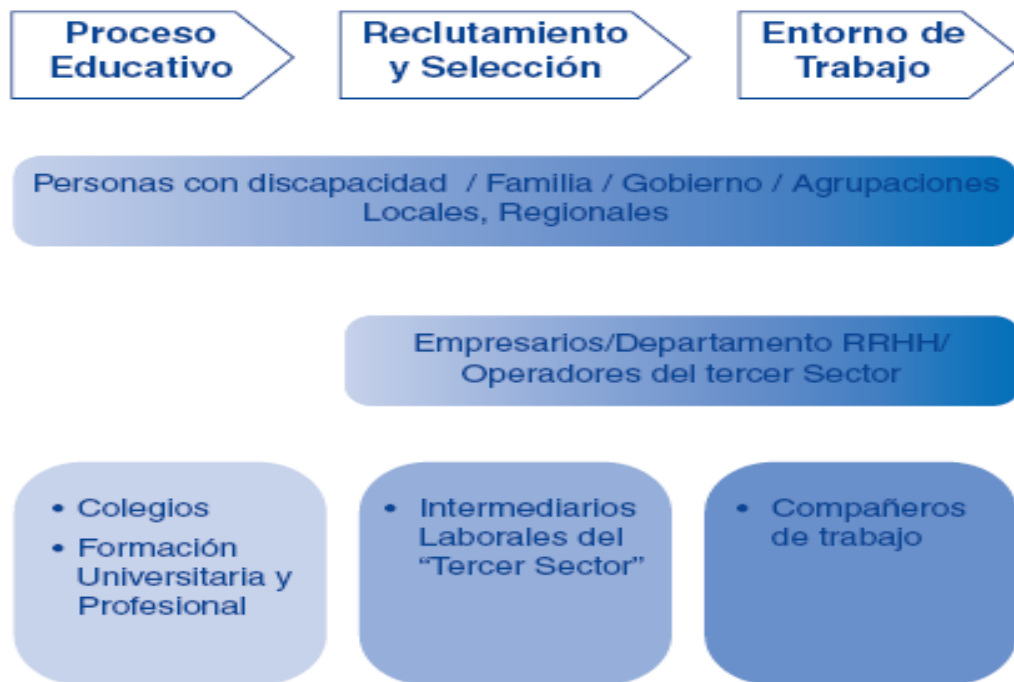 Proceso
Educativo
Reclutamiento
y Selección
Entorno de
Trabajo
Personas con discapacidad / Familia / Gobierno / Agrupaciones
Locales, Regionales
Empresarios/Departamento RRHH/
Operadores del tercer Sector
• Colegios
• Formación
Universitaria y
Profesional
• Intermediarios
Laborales del
“Tercer Sector”
• Compañeros
de trabajo